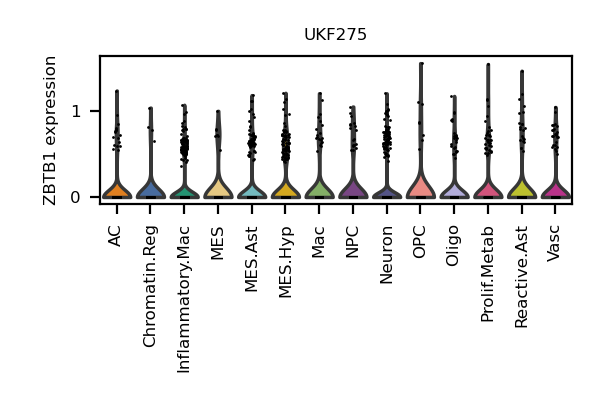 UKF275
ZBTB1 expression
1
0
AC
Chromatin.Reg
Inflammatory.Mac
MES
MES.Ast
MES.Hyp
Mac
NPC
Neuron
OPC
Oligo
Prolif.Metab
Reactive.Ast
Vasc